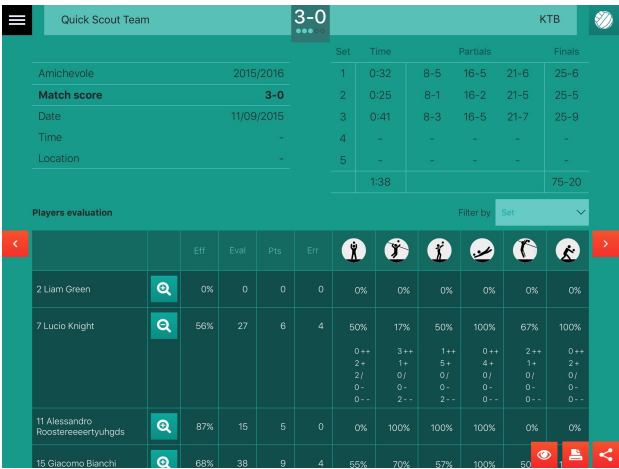 Quick Scout Team 3-0 KTB
Set Time Partials Finals
Amichevole 2015/2016 1 0:32 8-5 16-5 21-6 25-6
Match score 3-0 2 0:25 8-1 16-2 21-5 25-5
Date 11/09/2015 3 0:41 8-3 16-5 21-7 25-9
Time - 4 - - - - -
Location - 5 - - - - -
1:38 75-20
Players evaluation Filter by Set
Eff Eval Pts Err
2 Liam Green 0% 0 0 0 0% 0% 0% 0% 0% 0%
7 Lucio Knight 56% 27 6 4 50% 17% 50% 100% 67% 100%
0++ 3++ 1++ 0++ 2++ 0++
2+ 1+ 5+ 4+ 1+ 2+
2/ 0/ 0/ 0/ 0/ 0/
0- 0- 0- 0- 0- 0-
0-- 2-- 2-- 0-- 0-- 0--
11 Alessandro
Roostereeeertyuhgds 87% 15 5 0 0% 100% 100% 100% 0% 0%
15 Giacomo Bianchi 68% 38 9 4 55% 70% 57% 100% 50